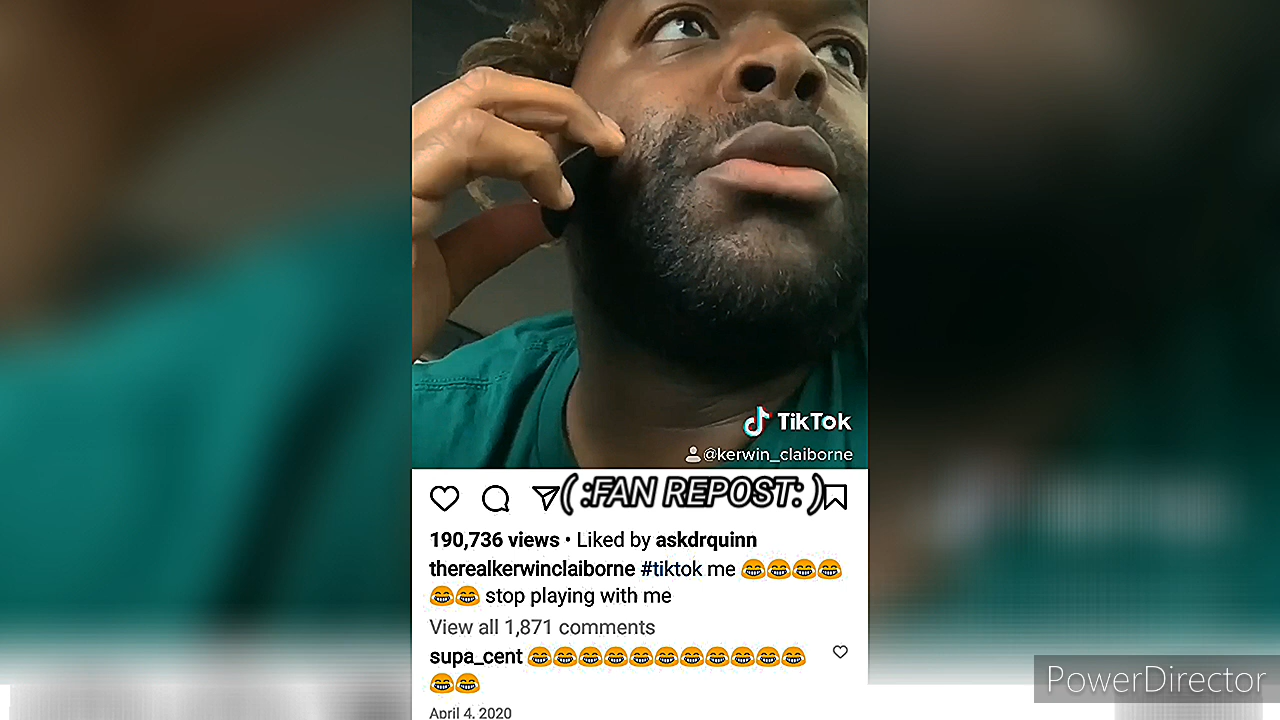 TikTok
@kerwin_claiborne
( :FAN REPOST: )
190,736 views • Liked by askdrquinn
therealkerwinclaiborne #tiktok me 😂😂😂😂
😂😂 stop playing with me
View all 1,871 comments
supa_cent 😂😂😂😂😂😂😂😂😂😂😂
😂😂
April 4, 2020
PowerDirector